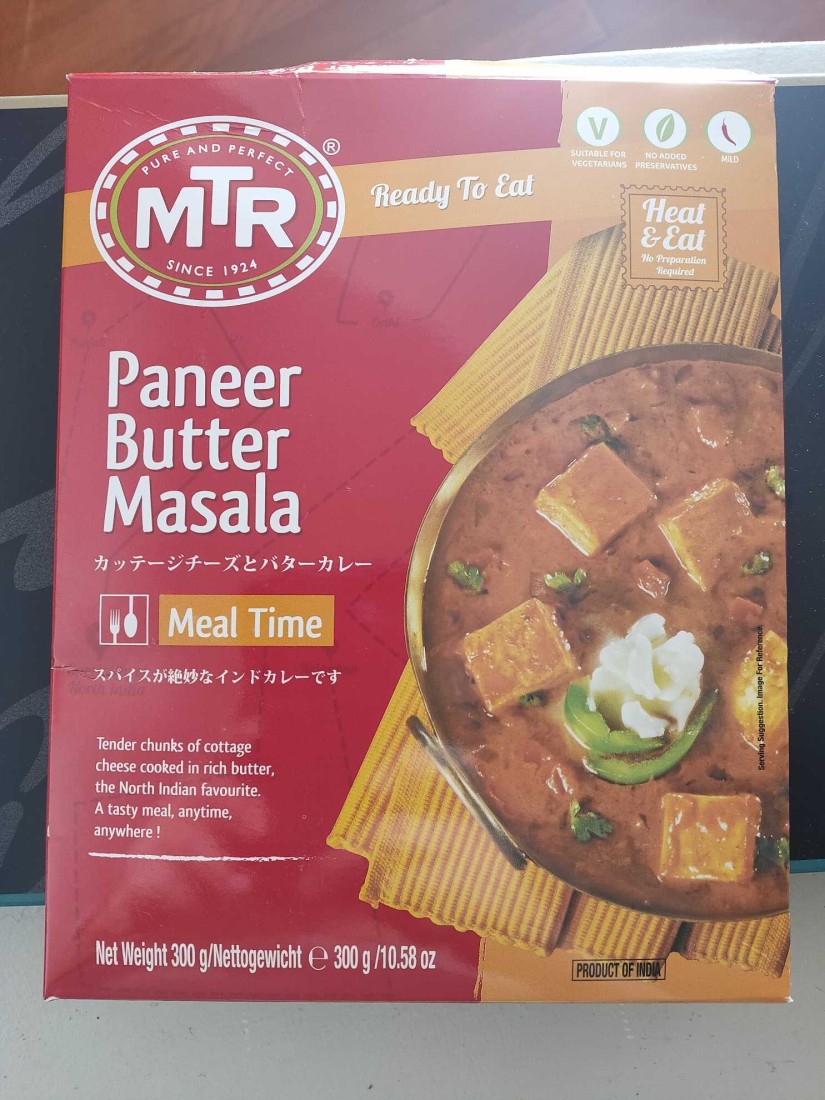 PURE AND PERFECT
MTR
®
SINCE 1924
Ready To Eat
V
SUITABLE FOR
VEGETARIANS
NO ADDED
PRESERVATIVES
MILD
Heat
& Eat
No Preparation
Required
Paneer
Butter
Masala
カッテージチーズとバターカレー
Meal Time
スパイスが絶妙なインドカレーです
North India
Delhi
Tender chunks of cottage
cheese cooked in rich butter,
the North Indian favourite.
A tasty meal, anytime,
anywhere !
Serving Suggestion. Image For Reference.
Net Weight 300 g/Nettogewicht ℮ 300 g /10.58 oz
PRODUCT OF INDIA